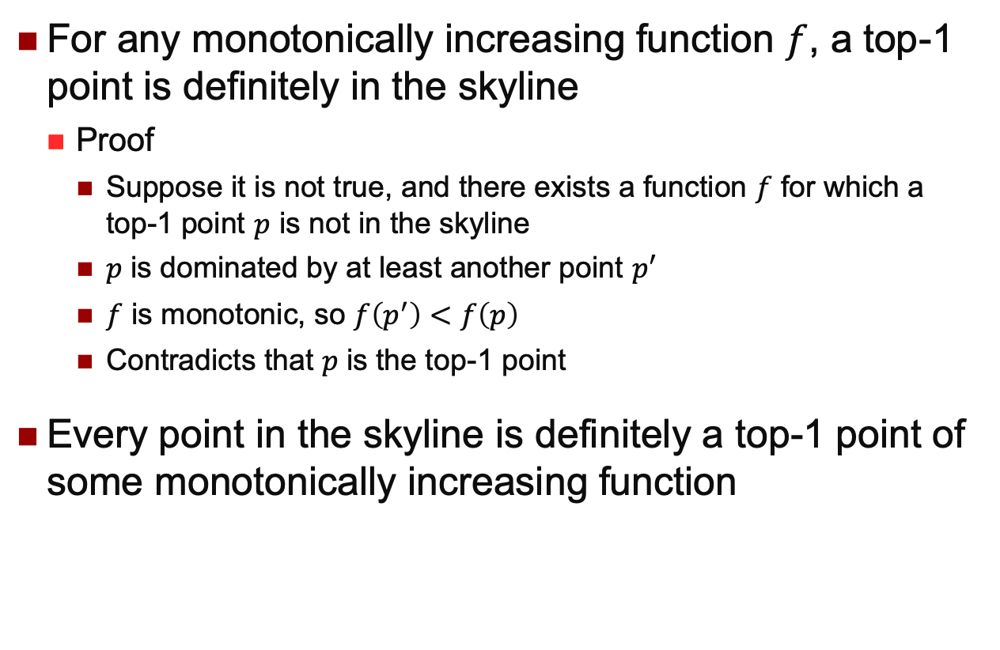 For any monotonically increasing function 𝑓, a top-1
point is definitely in the skyline
Proof
Suppose it is not true, and there exists a function 𝑓 for which a
top-1 point 𝑝 is not in the skyline
𝑝 is dominated by at least another point 𝑝′
𝑓 is monotonic, so 𝑓(𝑝′) < 𝑓(𝑝)
Contradicts that 𝑝 is the top-1 point
Every point in the skyline is definitely a top-1 point of
some monotonically increasing function